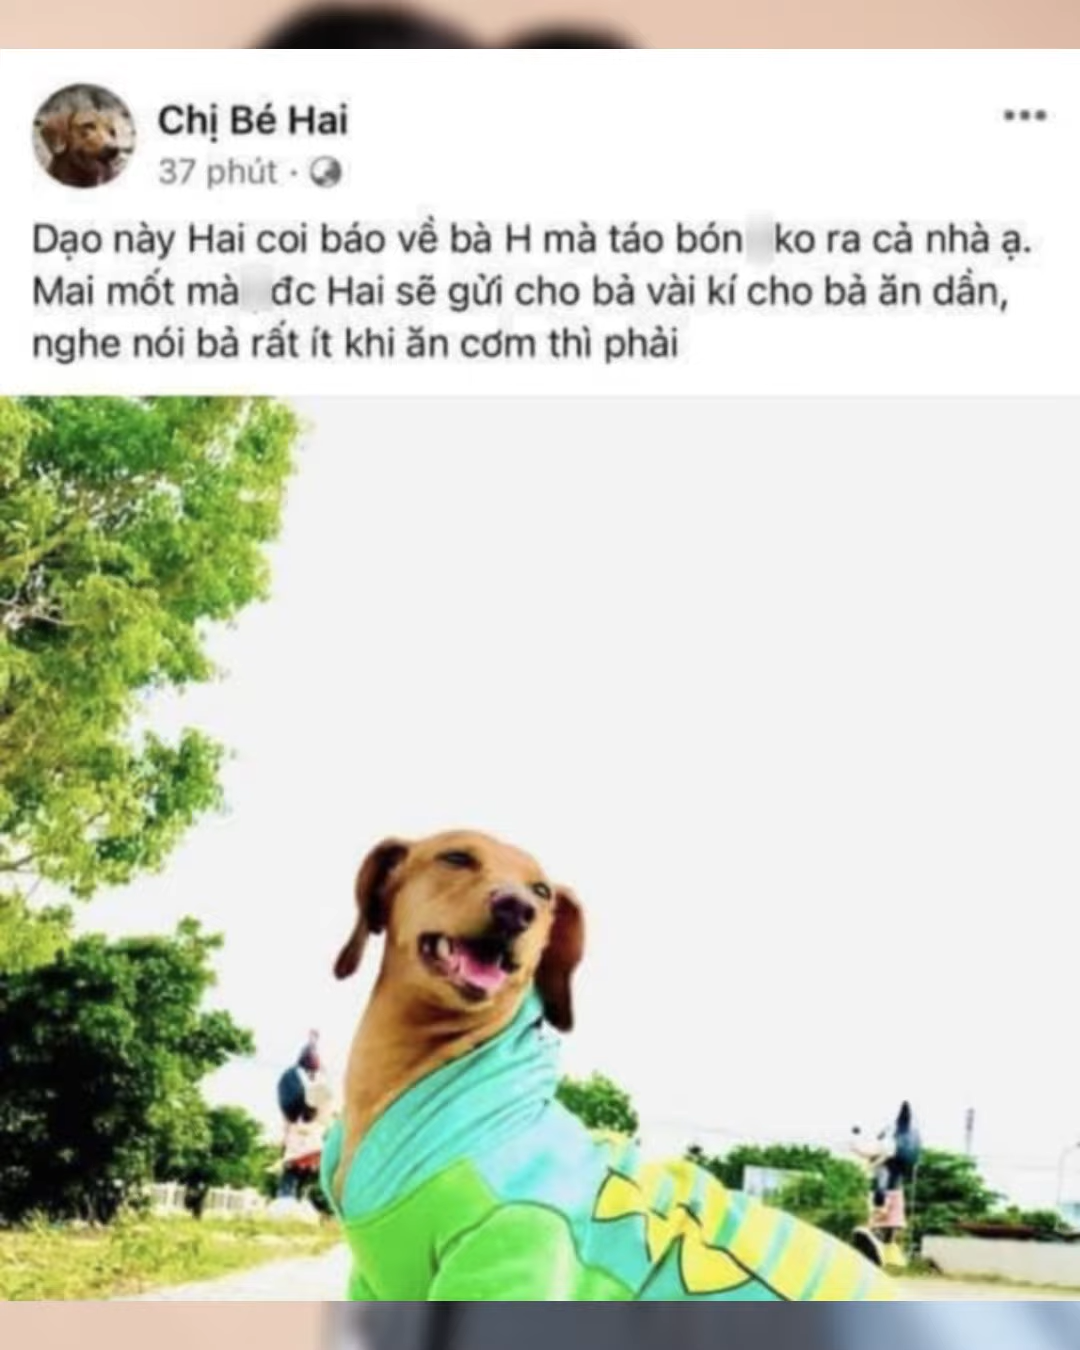 Chị Bé Hai
37 phút ·
Dạo này Hai coi báo về bà H mà táo bón ko ra cả nhà ạ.
Mai mốt mà đc Hai sẽ gửi cho bả vài kí cho bả ăn dần,
nghe nói bả rất ít khi ăn cơm thì phải